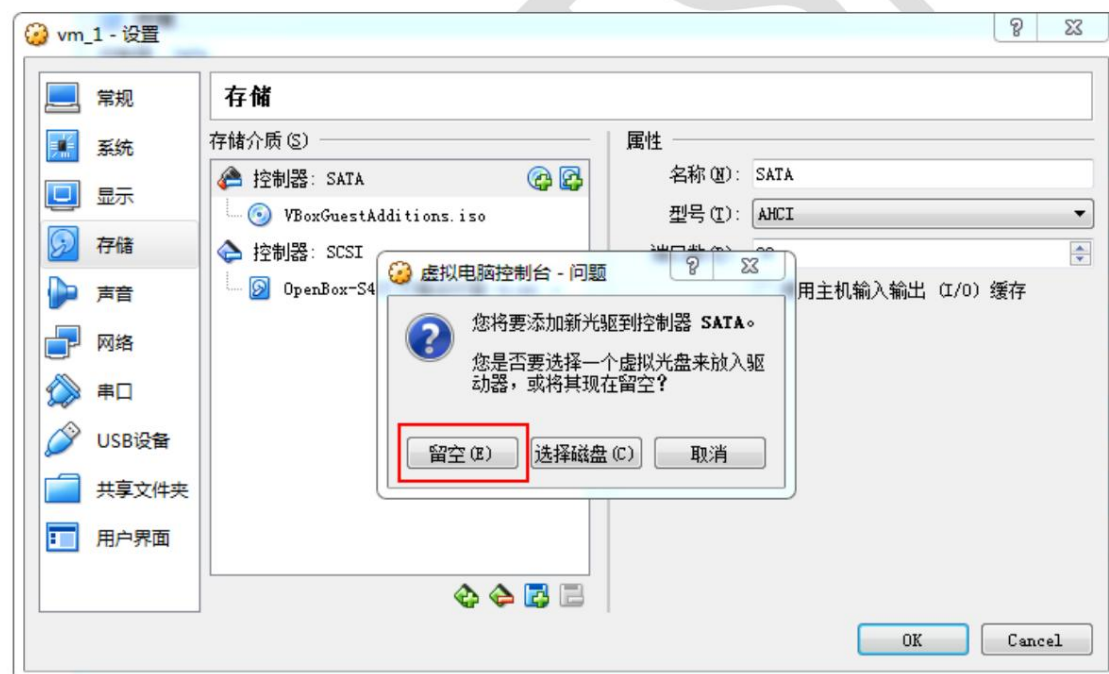 vm_1 - 设置
常规
系统
显示
存储
声音
网络
串口
USB设备
共享文件夹
用户界面
存储
存储介质(S)
控制器: SATA
VBoxGuestAdditions.iso
控制器: SCSI
OpenBox-S4
属性
名称(N): SATA
型号(T): AHCI
用主机输入输出 (I/O) 缓存
虚拟电脑控制台 - 问题
您将要添加新光驱到控制器 SATA。
您是否要选择一个虚拟光盘来放入驱
动器，或将其现在留空?
留空(E)
选择磁盘(C)
取消
OK
Cancel